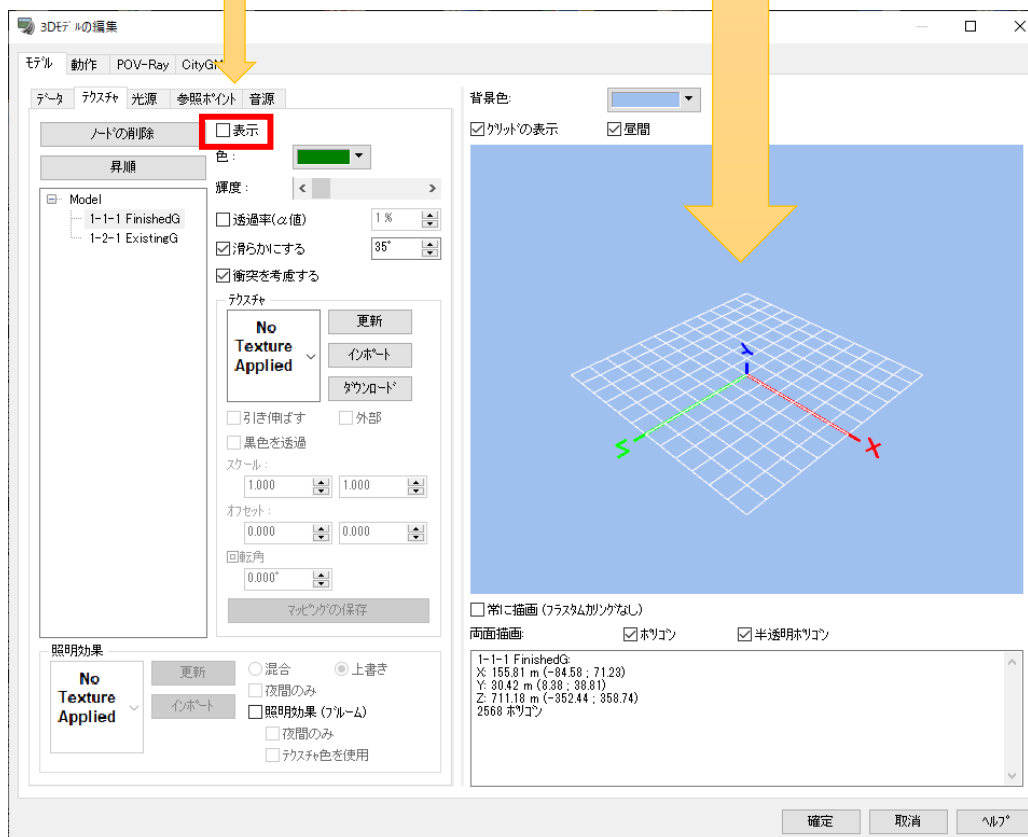 3Dﾓﾃﾞﾙの編集
ﾓﾃﾞﾙ 動作 POV-Ray CityGM
ﾃﾞｰﾀ ﾃｸｽﾁｬ 光源 参照ﾎﾟｲﾝﾄ 音源
ﾉｰﾄﾞの削除
昇順
Model
1-1-1 FinishedG
1-2-1 ExistingG
表示
色 :
輝度 :
透過率(α値) 1 %
滑らかにする 35°
衝突を考慮する
ﾃｸｽﾁｬ
No Texture Applied
更新
ｲﾝﾎﾟｰﾄ
ﾀﾞｳﾝﾛｰﾄﾞ
引き伸ばす 外部
黒色を透過
ｽｹｰﾙ :
1.000 1.000
ｵﾌｾｯﾄ :
0.000 0.000
回転角
0.000°
ﾏｯﾋﾟﾝｸﾞの保存
照明効果
No Texture Applied
更新
ｲﾝﾎﾟｰﾄ
混合 上書き
夜間のみ
照明効果 (ﾌﾞﾙｰﾑ)
夜間のみ
ﾃｸｽﾁｬ色を使用
背景色:
ｸﾞﾘｯﾄﾞの表示 昼間
Y
S X
常に描画 (ﾌﾗｽﾀﾑｶﾘﾝｸﾞなし)
両面描画: ﾎﾟﾘｺﾞﾝ 半透明ﾎﾟﾘｺﾞﾝ
1-1-1 FinishedG:
X: 155.81 m (-84.58 ; 71.23)
Y: 30.42 m (8.38 ; 38.81)
Z: 711.18 m (-352.44 ; 358.74)
2568 ﾎﾟﾘｺﾞﾝ
確定 取消 ﾍﾙﾌﾟ